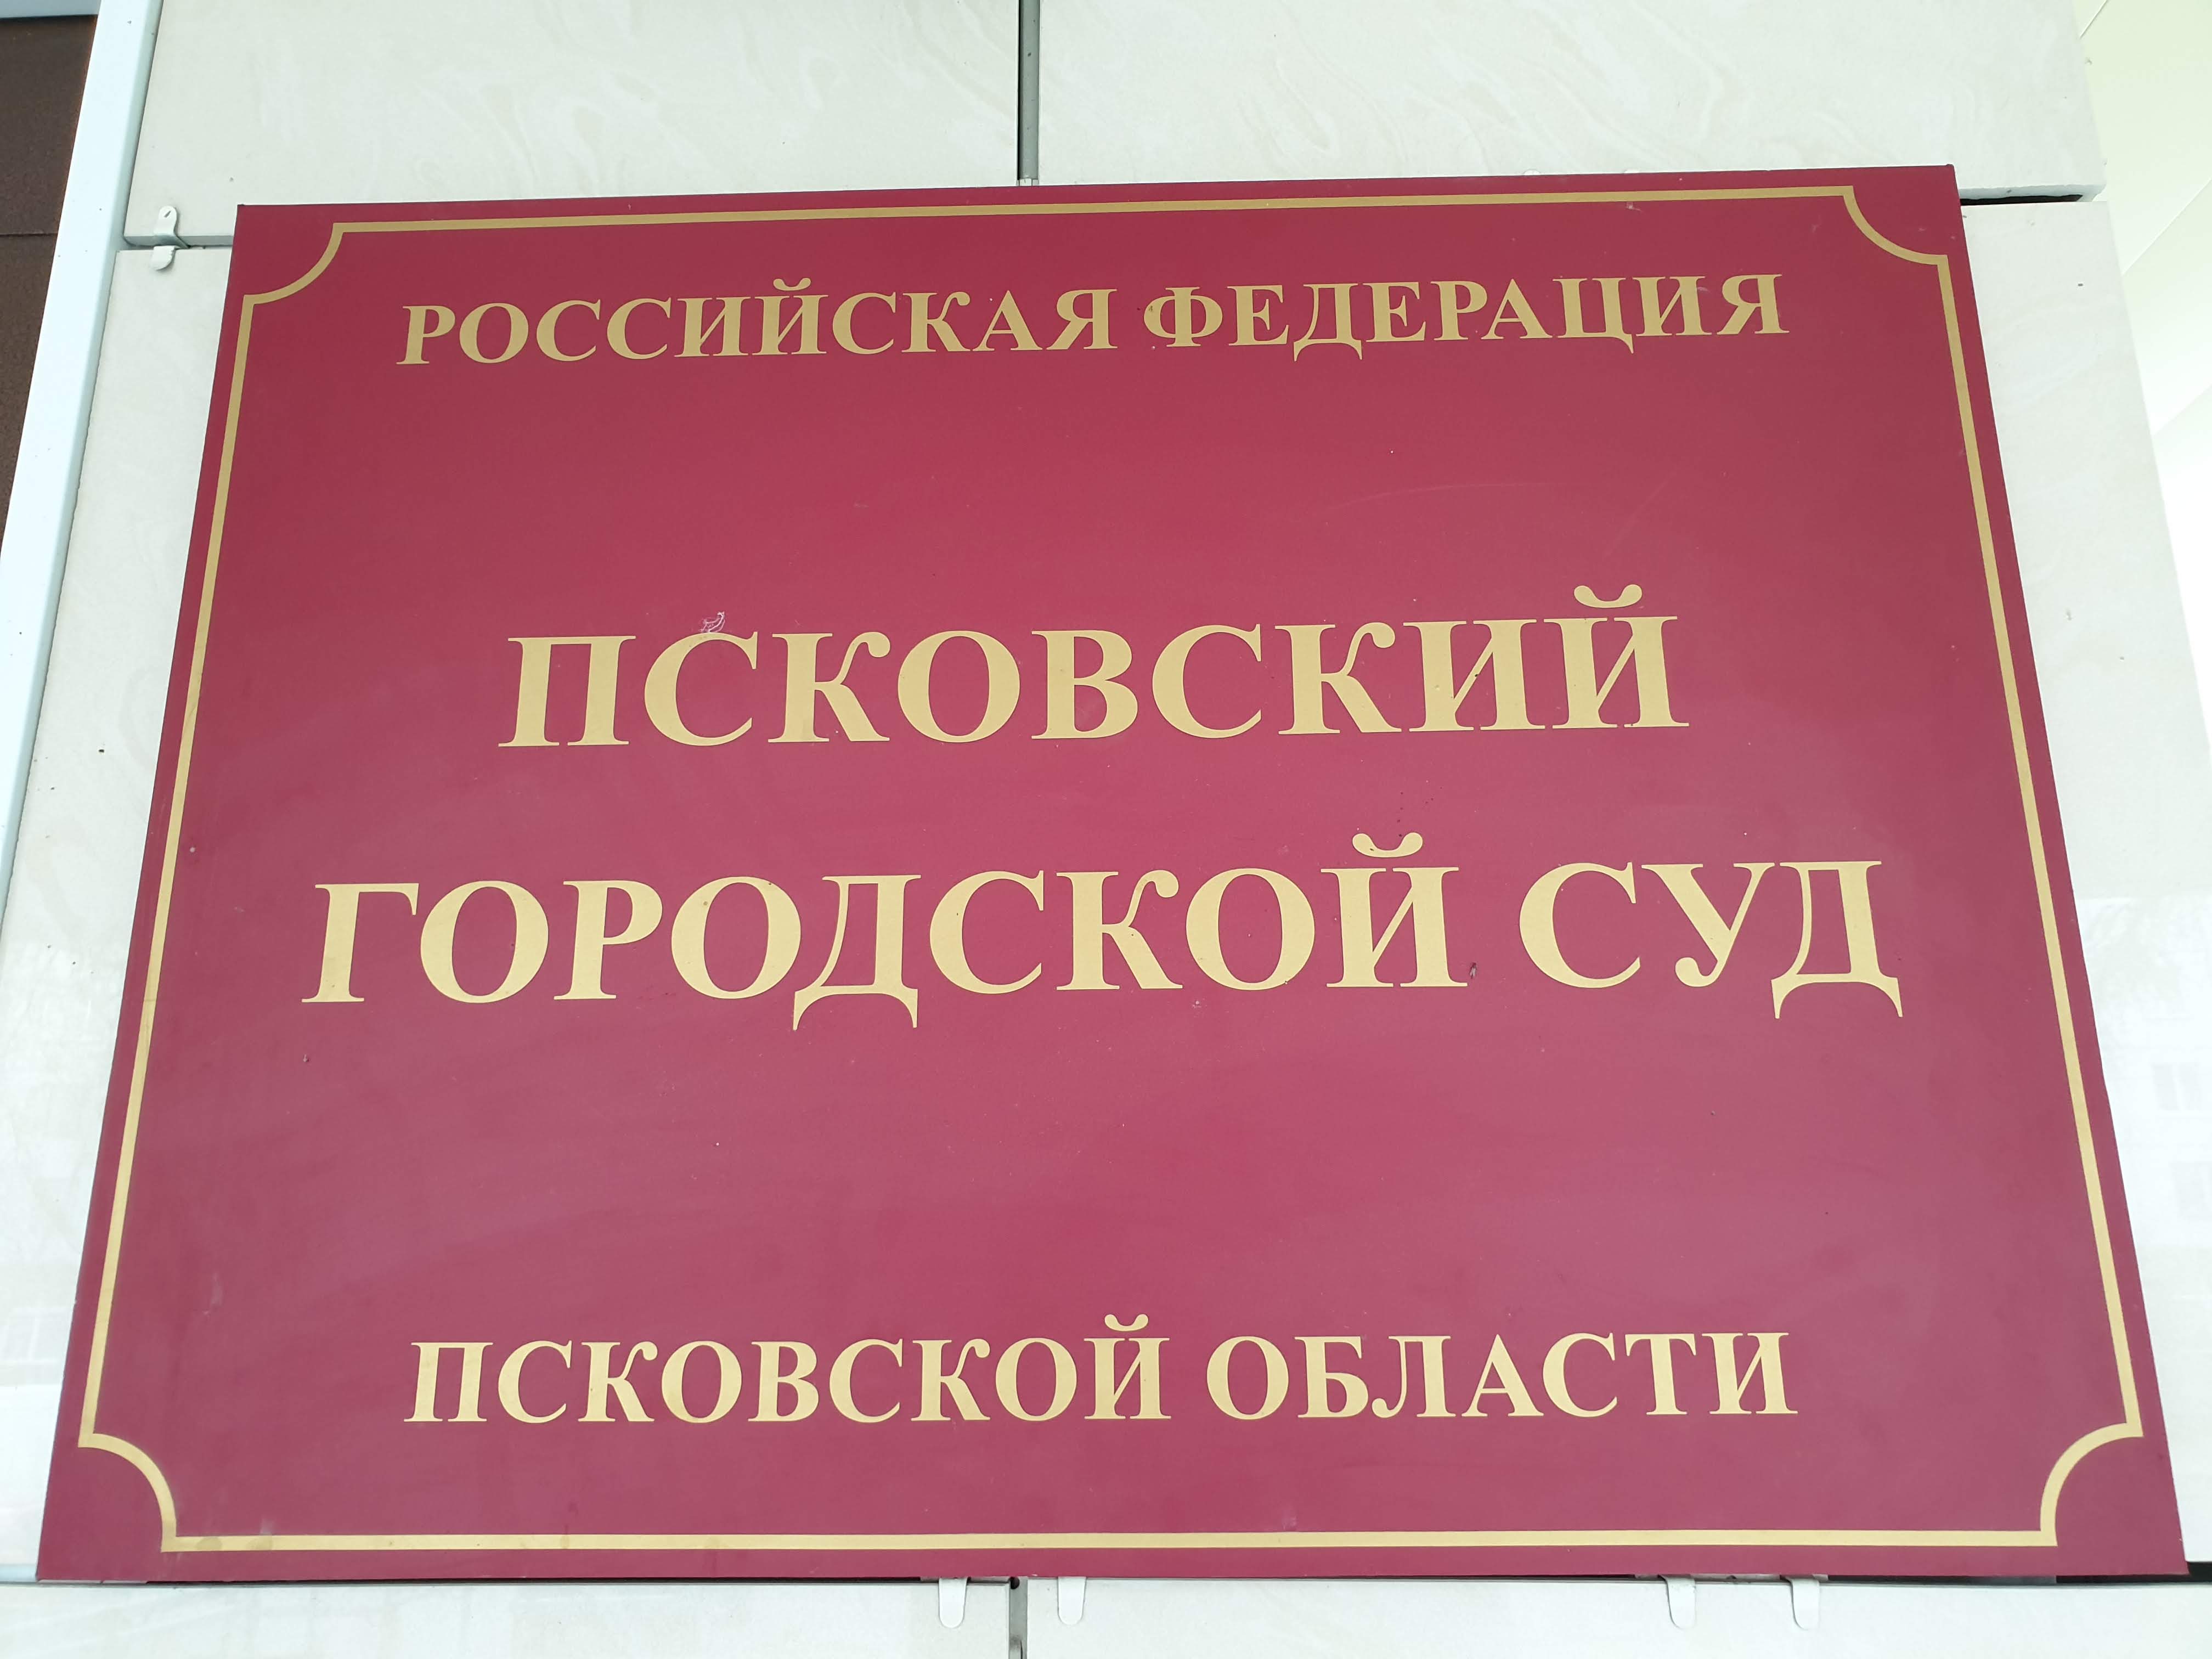 РОССИЙСКАЯ ФЕДЕРАЦИЯ
ПСКОВСКИЙ
ГОРОДСКОЙ СУД
ПСКОВСКОЙ ОБЛАСТИ